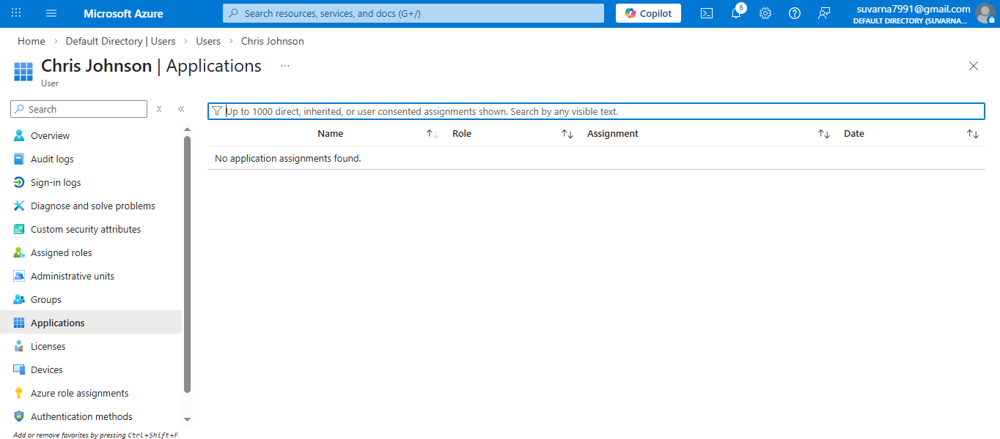 Microsoft Azure
Search resources, services, and docs (G+/)
Copilot
6
suvarna7991@gmail.com
DEFAULT DIRECTORY (SUVARNA...
Home > Default Directory | Users > Users > Chris Johnson
Chris Johnson | Applications ...
User
Search
Up to 1000 direct, inherited, or user consented assignments shown. Search by any visible text.
Name Role Assignment Date
No application assignments found.
Overview
Audit logs
Sign-in logs
Diagnose and solve problems
Custom security attributes
Assigned roles
Administrative units
Groups
Applications
Licenses
Devices
Azure role assignments
Authentication methods
Add or remove favorites by pressing Ctrl+Shift+F